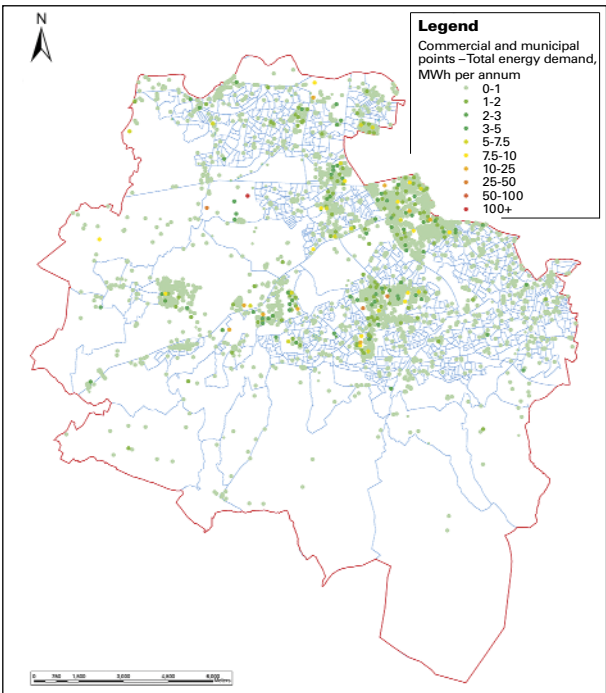 N
Legend
Commercial and municipal
points – Total energy demand,
MWh per annum
0-1
1-2
2-3
3-5
5-7.5
7.5-10
10-25
25-50
50-100
100+
0